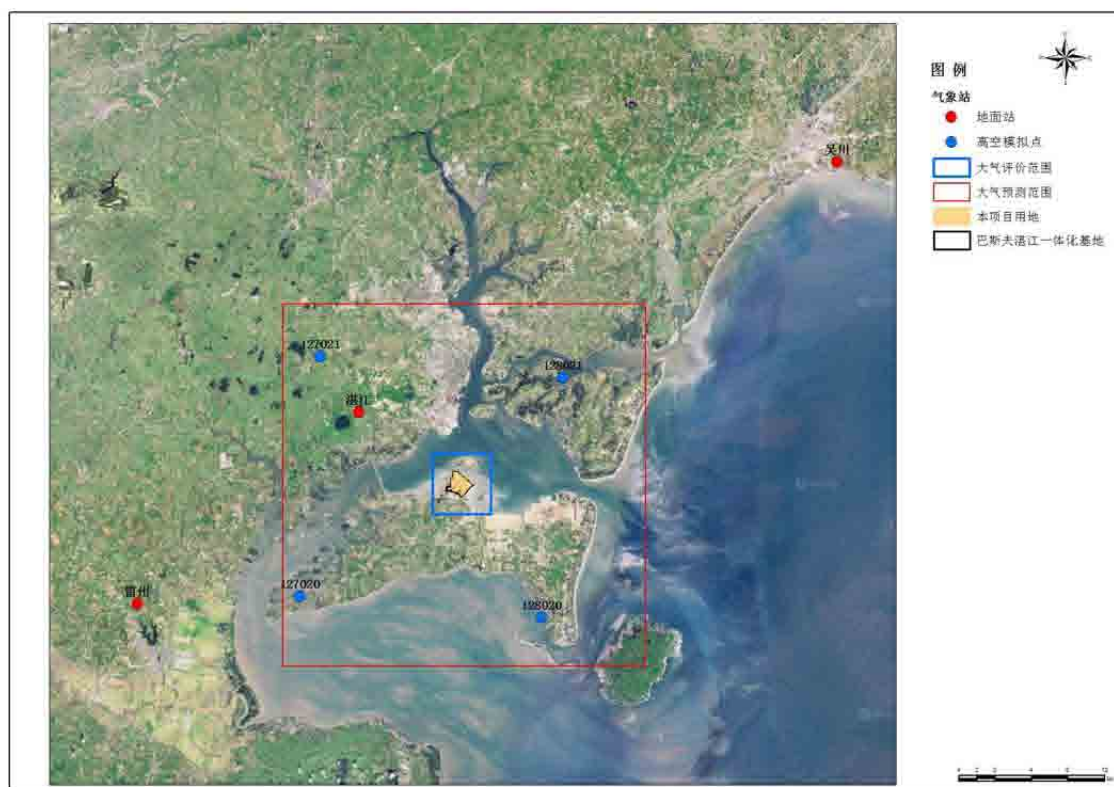 图 例
气象站
地面站
高空模拟点
大气评价范围
大气预测范围
本项目用地
巴斯夫湛江一体化基地
吴川
127021
128021
湛江
127020
128020
雷州